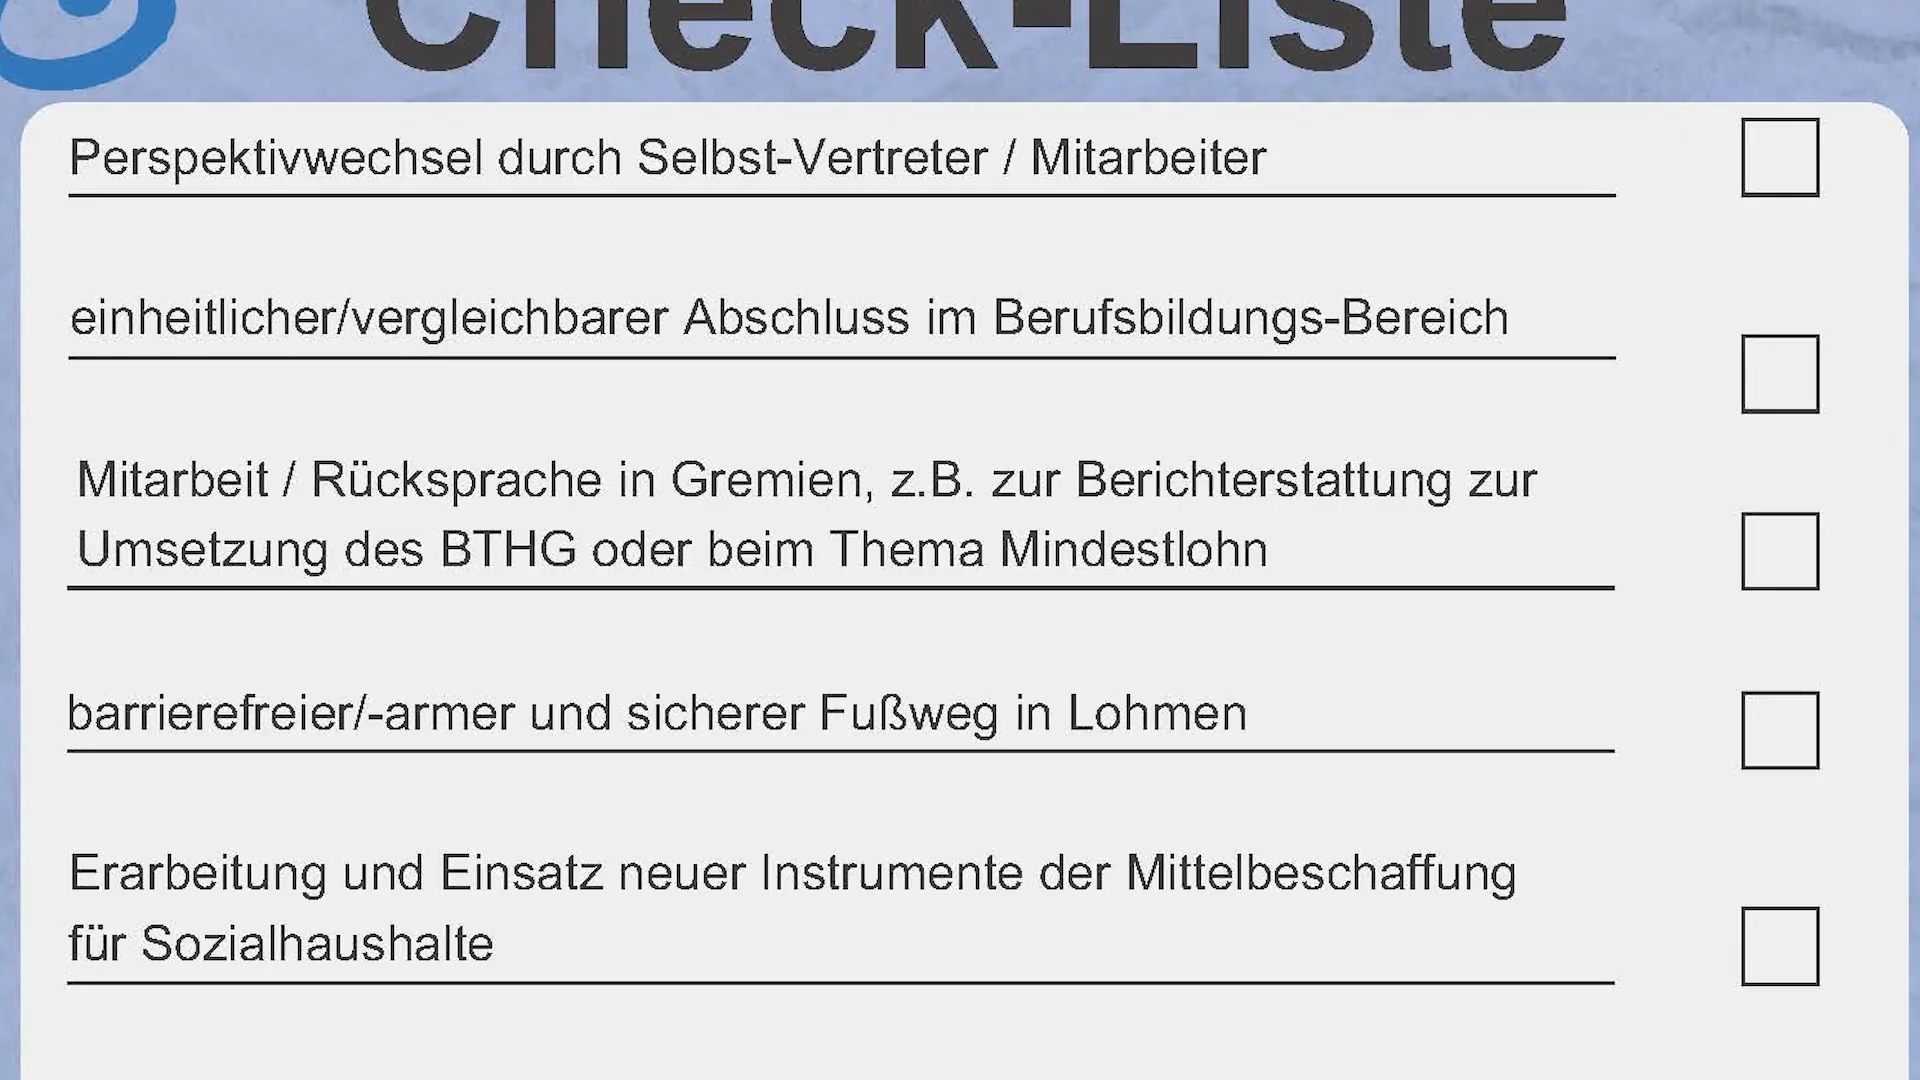 Check-Liste
Perspektivwechsel durch Selbst-Vertreter / Mitarbeiter
einheitlicher/vergleichbarer Abschluss im Berufsbildungs-Bereich
Mitarbeit / Rücksprache in Gremien, z.B. zur Berichterstattung zur
Umsetzung des BTHG oder beim Thema Mindestlohn
barrierefreier/-armer und sicherer Fußweg in Lohmen
Erarbeitung und Einsatz neuer Instrumente der Mittelbeschaffung
für Sozialhaushalte